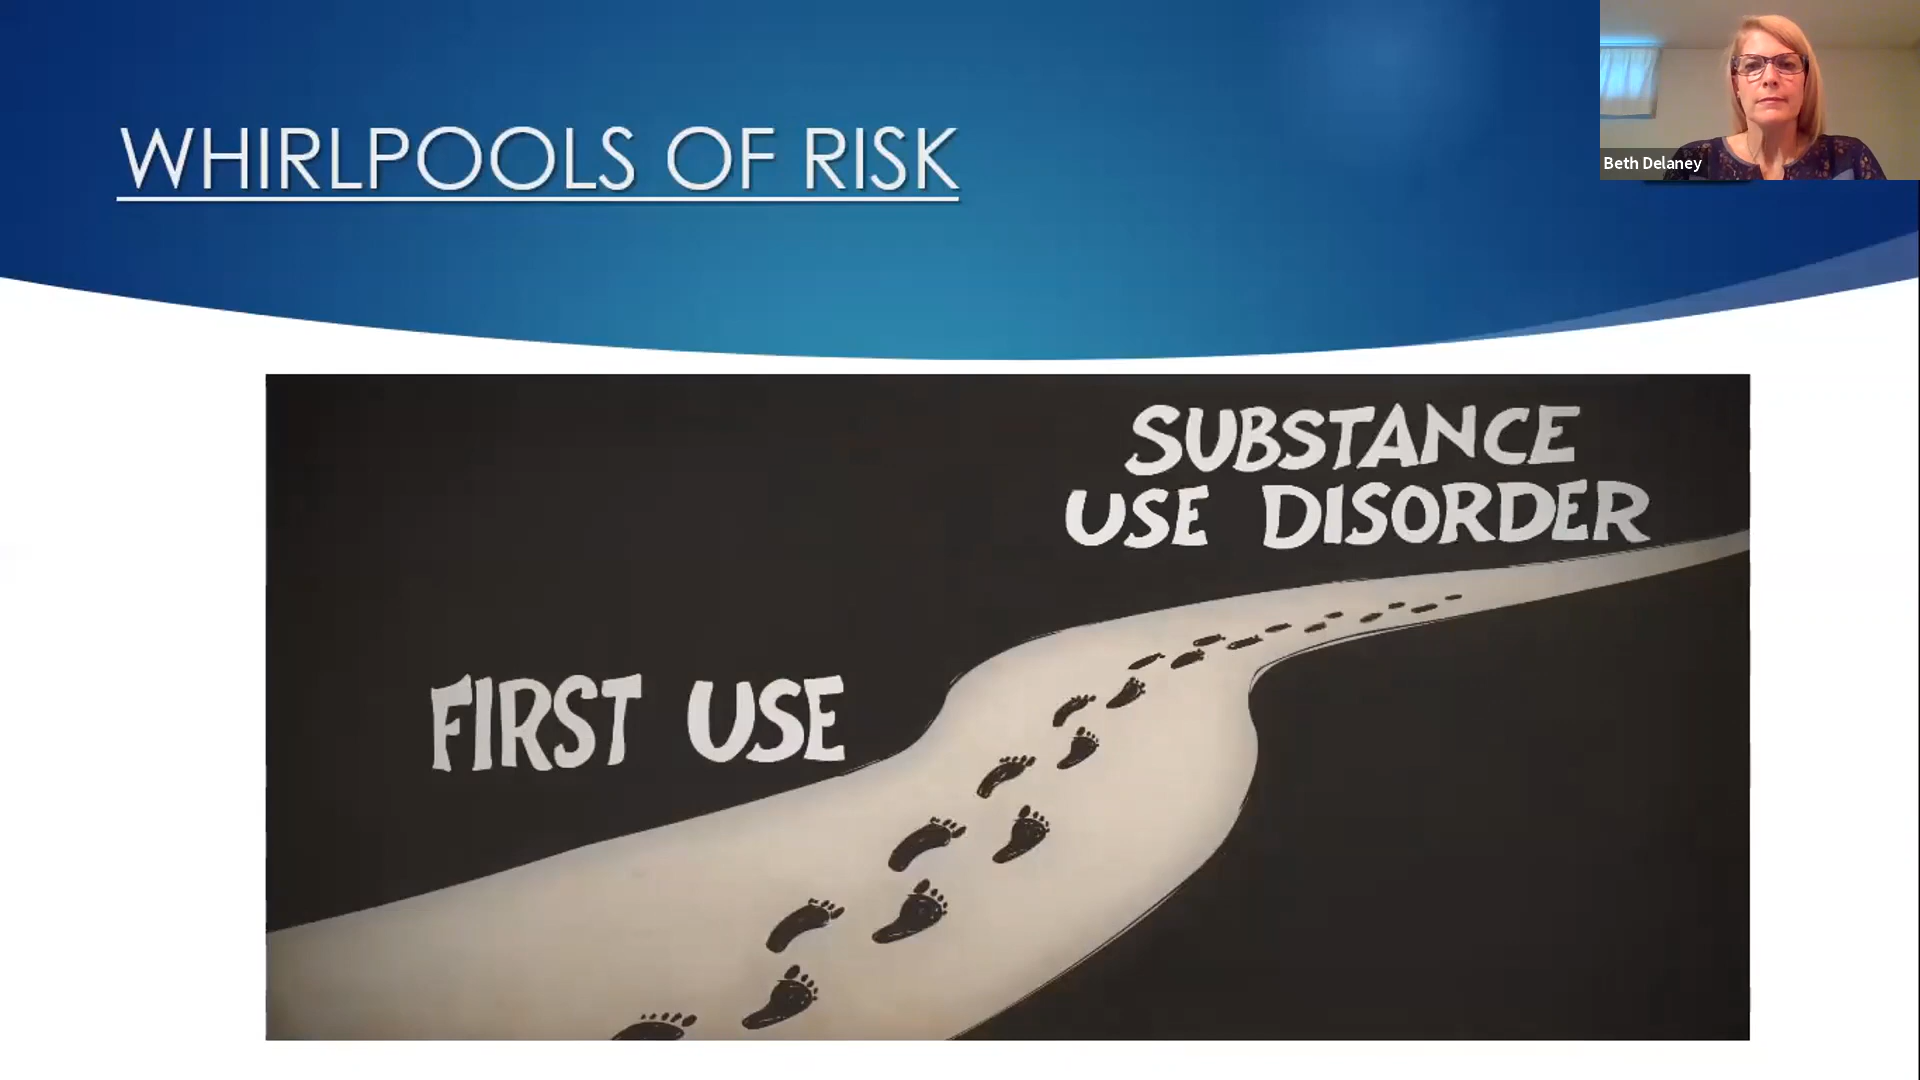 WHIRLPOOLS OF RISK
Beth Delaney
SUBSTANCE
USE DISORDER
FIRST USE